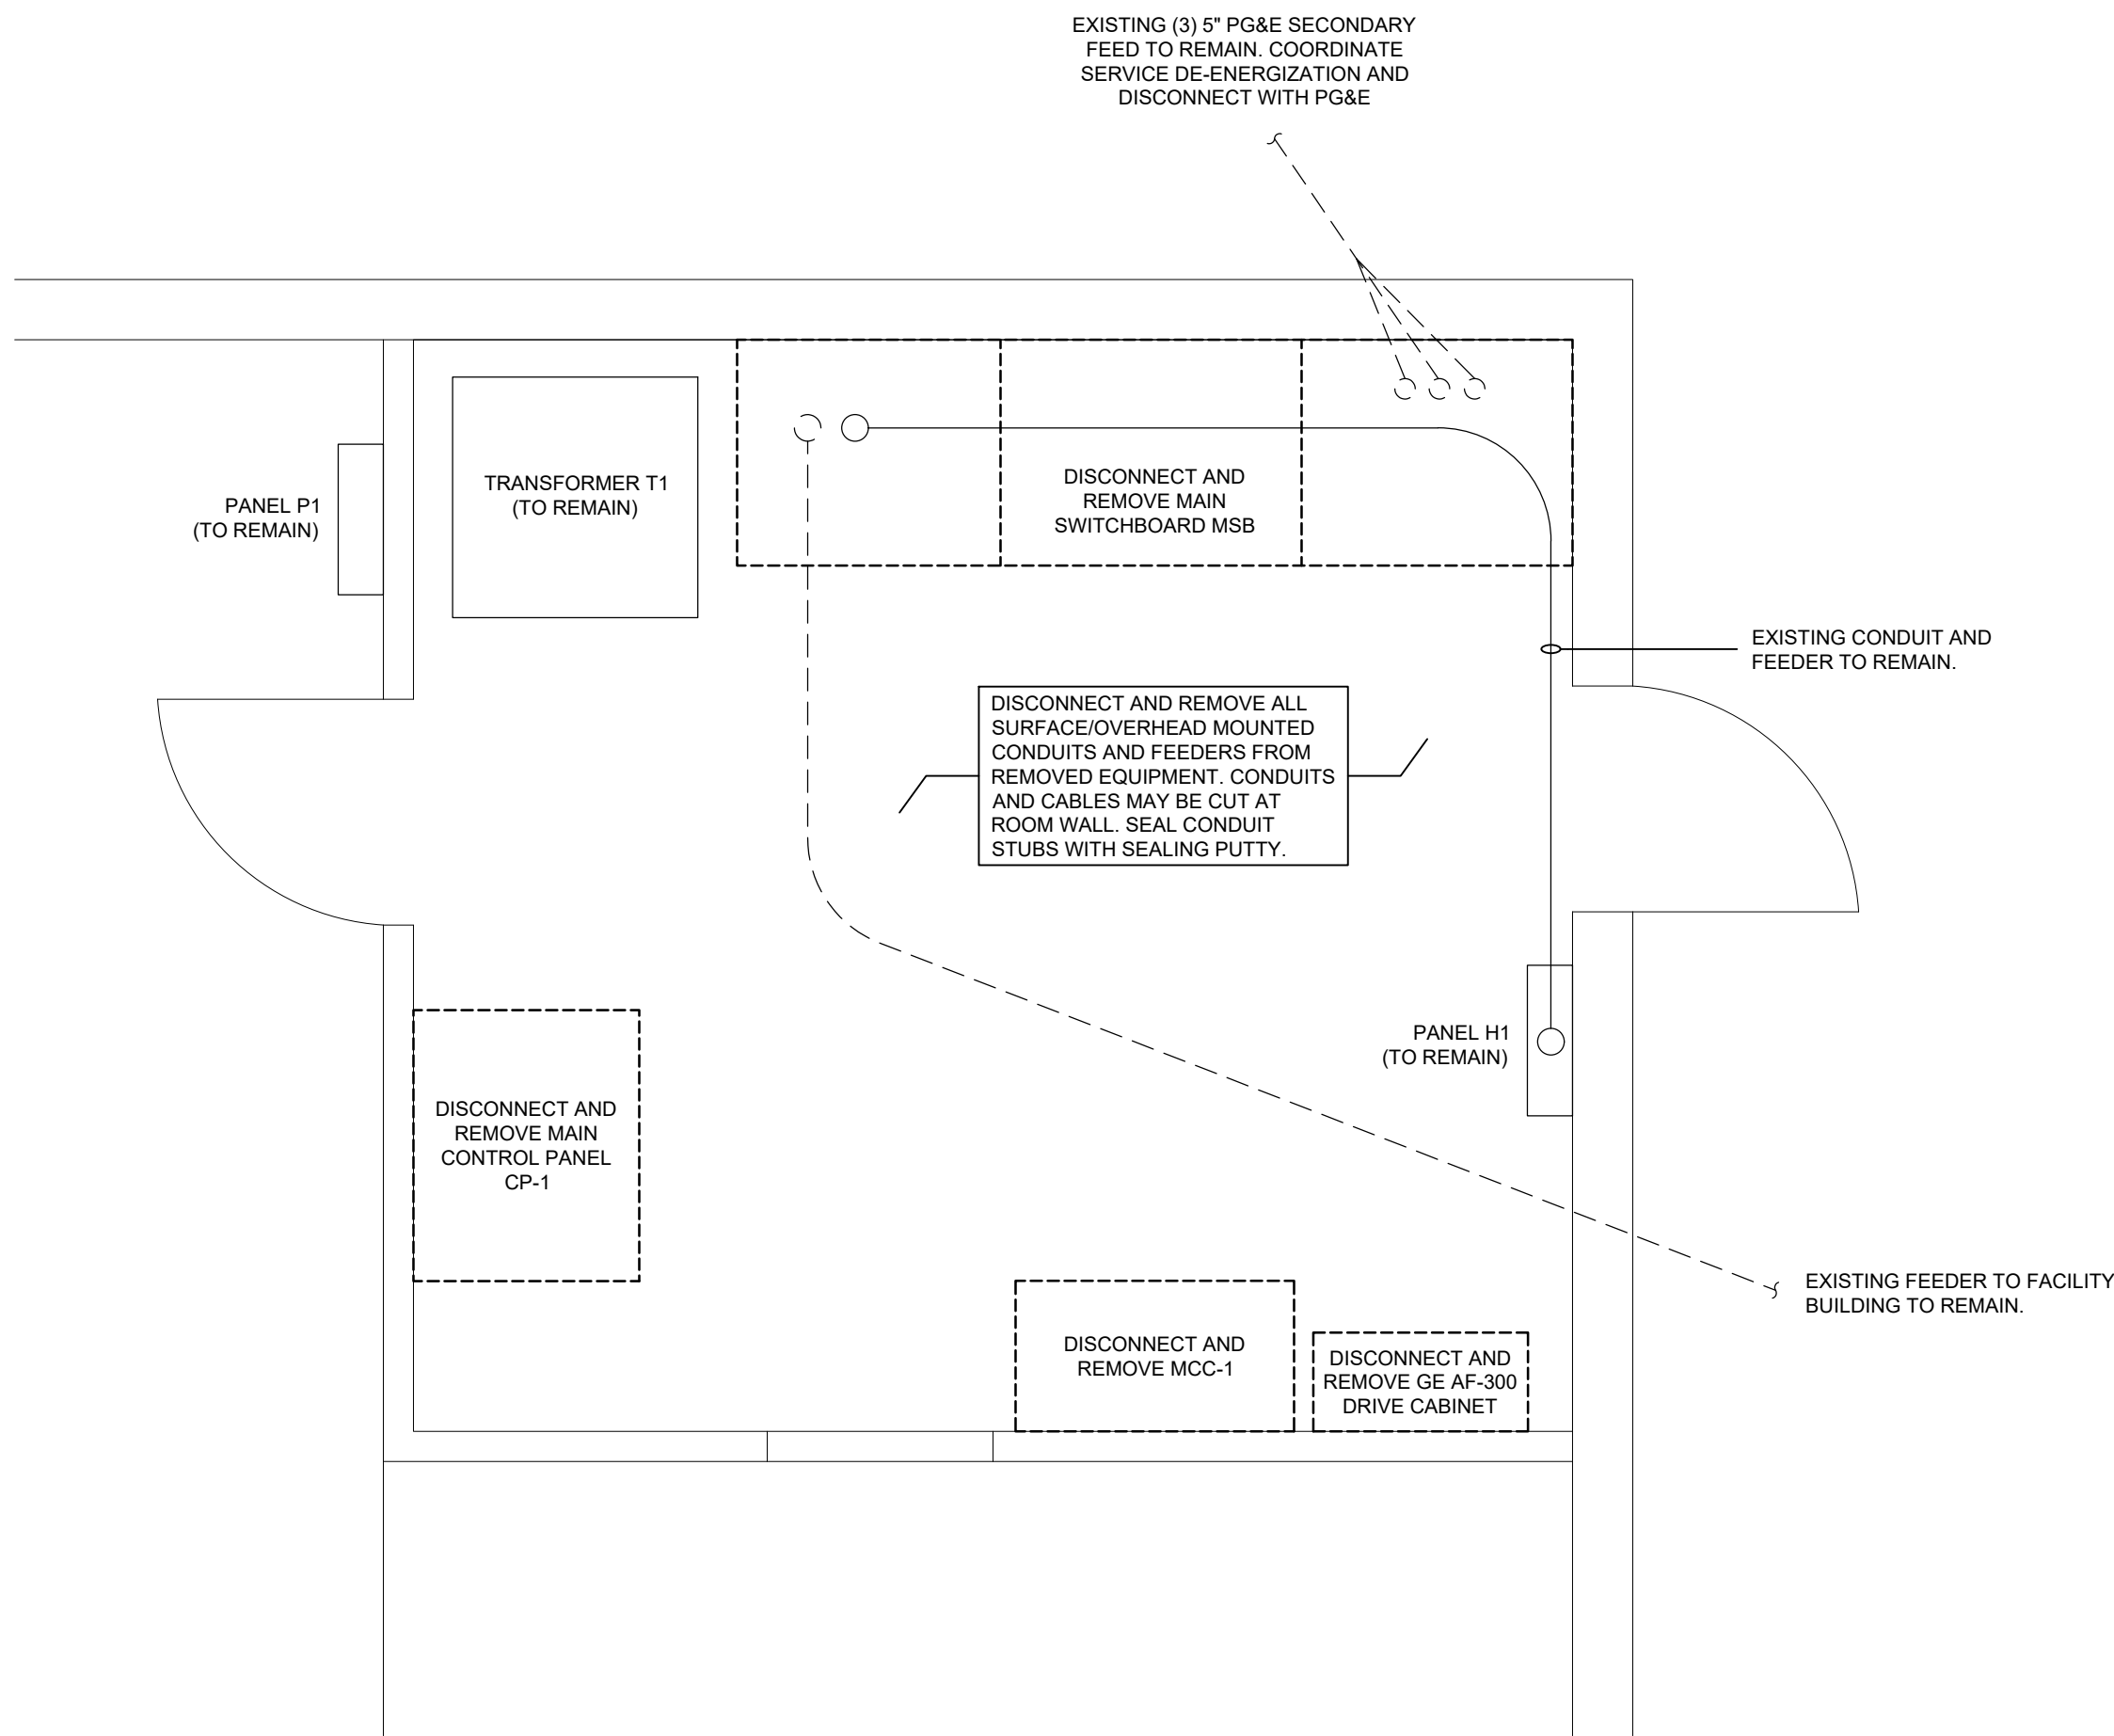 EXISTING (3) 5" PG&E SECONDARY
FEED TO REMAIN. COORDINATE
SERVICE DE-ENERGIZATION AND
DISCONNECT WITH PG&E
TRANSFORMER T1
(TO REMAIN)
PANEL P1
(TO REMAIN)
DISCONNECT AND
REMOVE MAIN
SWITCHBOARD MSB
EXISTING CONDUIT AND
FEEDER TO REMAIN.
DISCONNECT AND REMOVE ALL
SURFACE/OVERHEAD MOUNTED
CONDUITS AND FEEDERS FROM
REMOVED EQUIPMENT. CONDUITS
AND CABLES MAY BE CUT AT
ROOM WALL. SEAL CONDUIT
STUBS WITH SEALING PUTTY.
PANEL H1
(TO REMAIN)
DISCONNECT AND
REMOVE MAIN
CONTROL PANEL
CP-1
EXISTING FEEDER TO FACILITY
BUILDING TO REMAIN.
DISCONNECT AND
REMOVE MCC-1
DISCONNECT AND
REMOVE GE AF-300
DRIVE CABINET